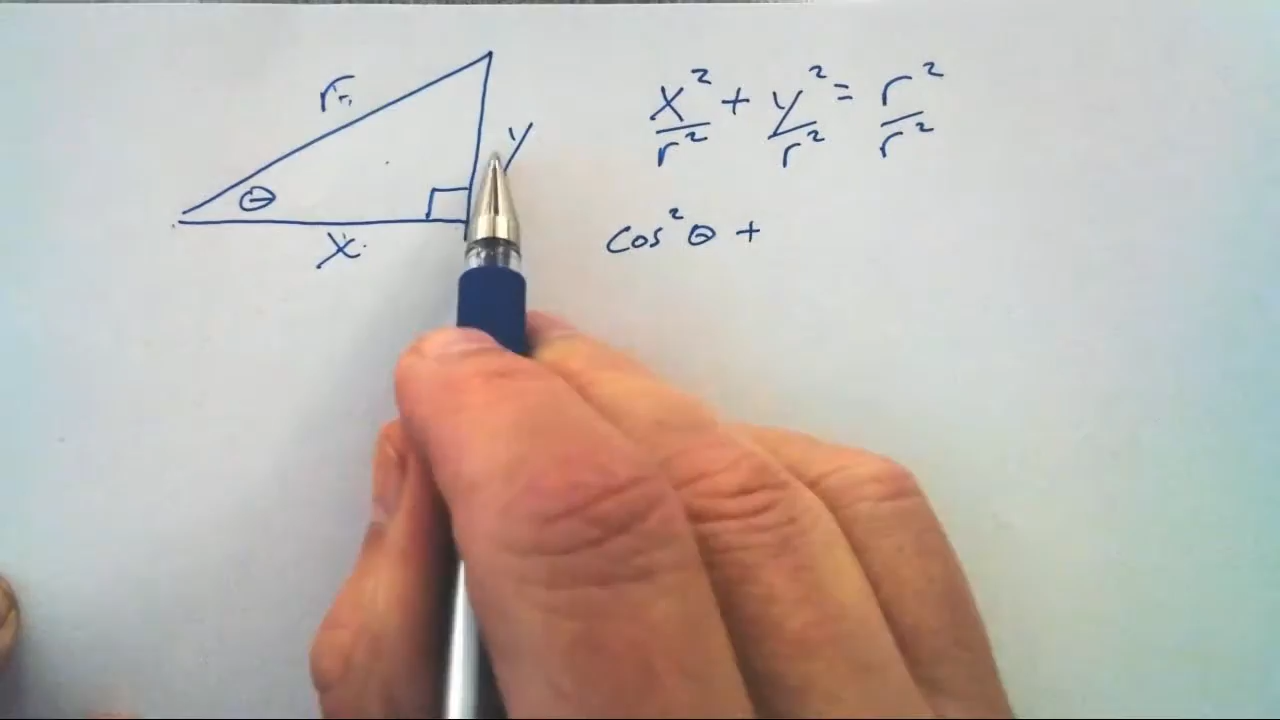 r
θ
y
x
x²/r² + y²/r² = r²/r²
cos²θ +